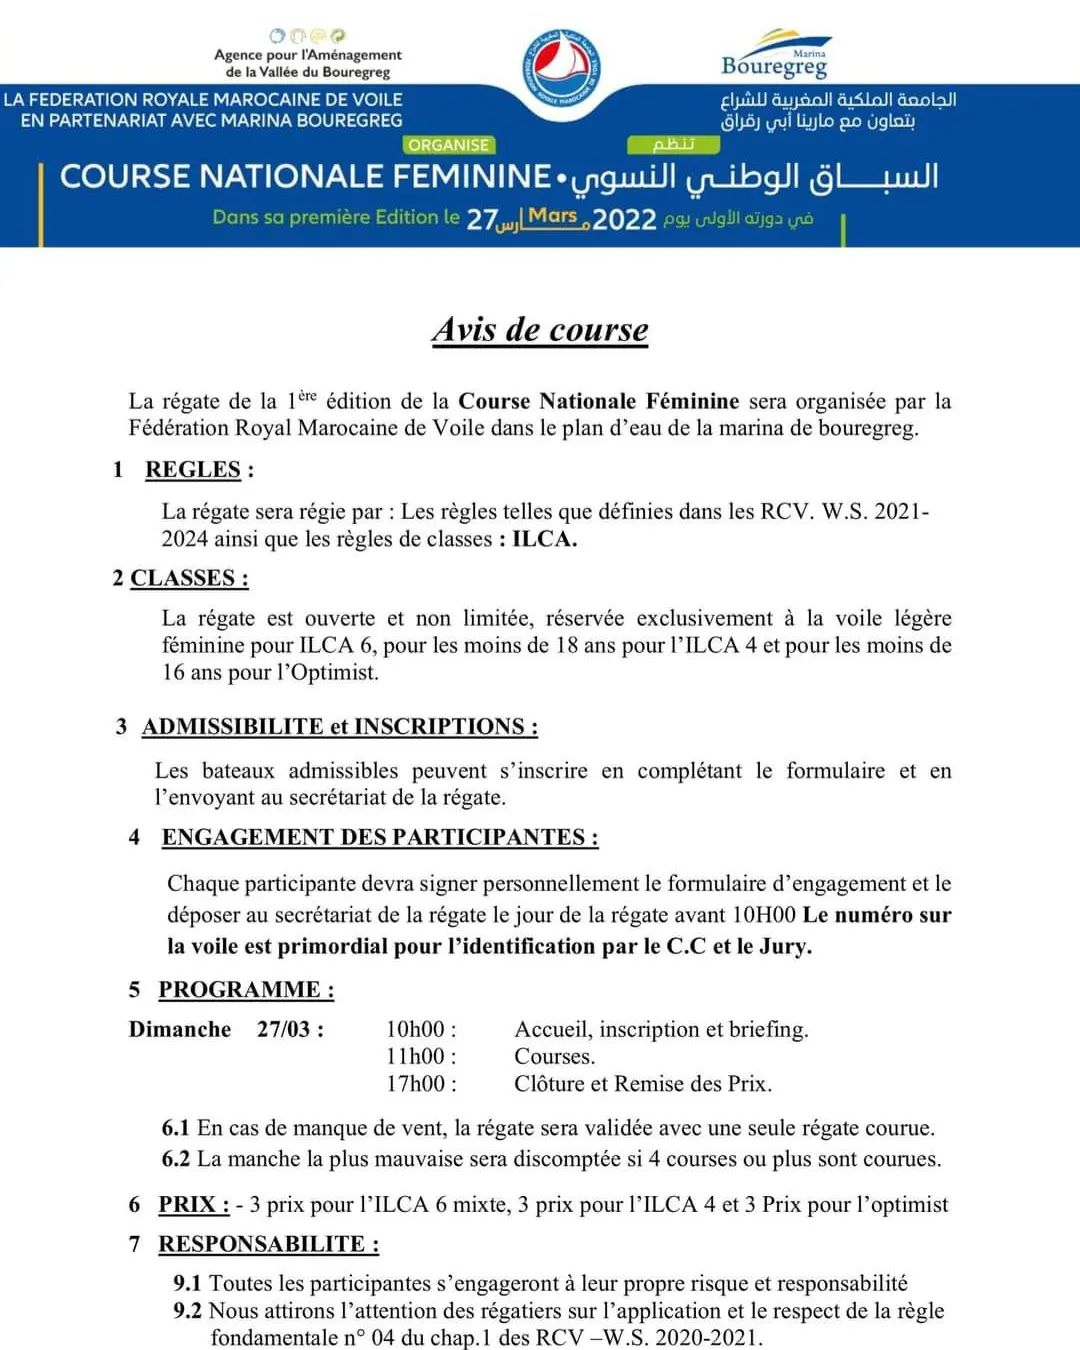 Agence pour l'Aménagement
de la Vallée du Bouregreg
Marina
Bouregreg
LA FEDERATION ROYALE MAROCAINE DE VOILE
EN PARTENARIAT AVEC MARINA BOUREGREG
الجامعة الملكية المغربية للشراع
بتعاون مع مارينا أبي رقراق
ORGANISE
تنظم
COURSE NATIONALE FEMININE • السبـاق الوطنـي النسوي
Dans sa première Edition le 27 مارس Mars 2022 في دورته الأولى يوم
Avis de course
La régate de la 1ère édition de la Course Nationale Féminine sera organisée par la
Fédération Royal Marocaine de Voile dans le plan d'eau de la marina de bouregreg.
1 REGLES :
La régate sera régie par : Les règles telles que définies dans les RCV. W.S. 2021-
2024 ainsi que les règles de classes : ILCA.
2 CLASSES :
La régate est ouverte et non limitée, réservée exclusivement à la voile légère
féminine pour ILCA 6, pour les moins de 18 ans pour l'ILCA 4 et pour les moins de
16 ans pour l'Optimist.
3 ADMISSIBILITE et INSCRIPTIONS :
Les bateaux admissibles peuvent s'inscrire en complétant le formulaire et en
l'envoyant au secrétariat de la régate.
4 ENGAGEMENT DES PARTICIPANTES :
Chaque participante devra signer personnellement le formulaire d'engagement et le
déposer au secrétariat de la régate le jour de la régate avant 10H00 Le numéro sur
la voile est primordial pour l'identification par le C.C et le Jury.
5 PROGRAMME :
Dimanche 27/03 : 10h00 : Accueil, inscription et briefing.
11h00 : Courses.
17h00 : Clôture et Remise des Prix.
6.1 En cas de manque de vent, la régate sera validée avec une seule régate courue.
6.2 La manche la plus mauvaise sera discomptée si 4 courses ou plus sont courues.
6 PRIX : - 3 prix pour l'ILCA 6 mixte, 3 prix pour l'ILCA 4 et 3 Prix pour l'optimist
7 RESPONSABILITE :
9.1 Toutes les participantes s'engageront à leur propre risque et responsabilité
9.2 Nous attirons l'attention des régatiers sur l'application et le respect de la règle
fondamentale n° 04 du chap.1 des RCV –W.S. 2020-2021.